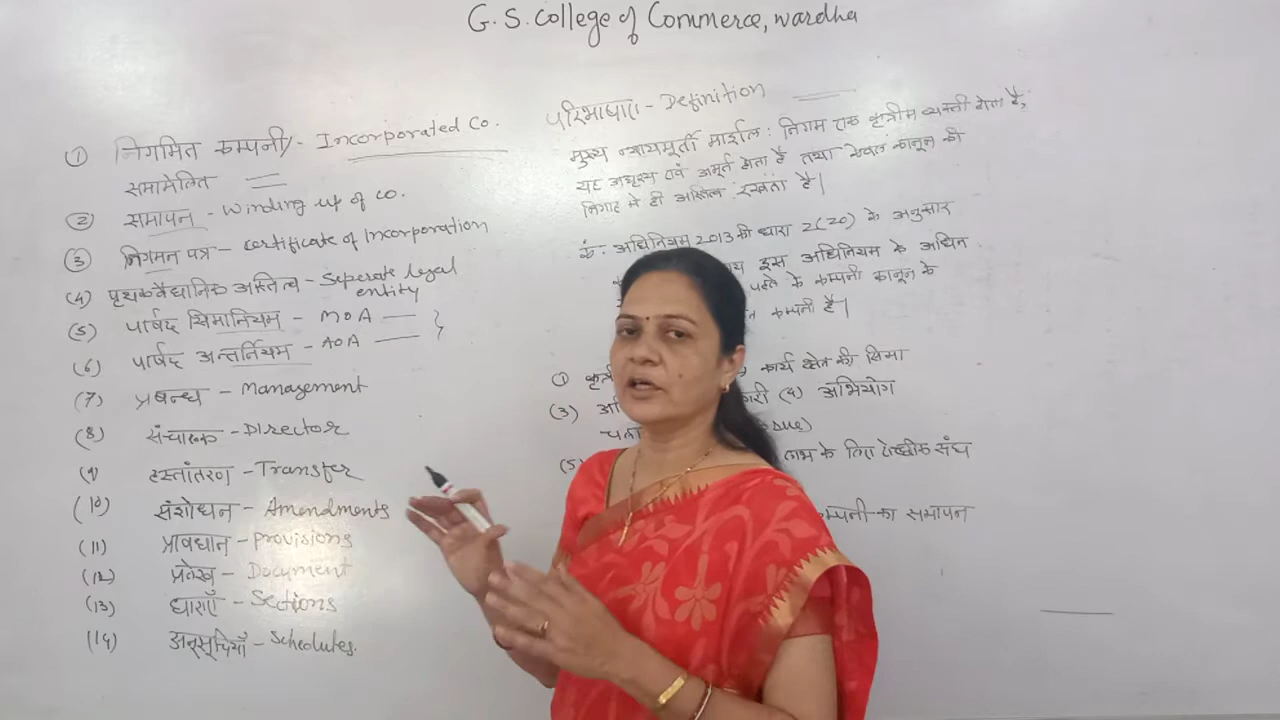 G. S. College of Commerce, wardha
① निगमित कम्पनी/- Incorporated Co.
समामेलित
② समापन - Winding up of co.
③ निगमन पत्र - certificate of Incorporation
(4) पृथकवैधानिक अस्तित्व - Seperate legal
entity
(5) पार्षद सिमानियम - MOA
(6) पार्षद अन्तर्नियम - AOA
(7) प्रबन्ध - Management
(8) संचालक - Director
(9) हस्तांतरण - Transfer
(10) संशोधन - Amendments
(11) प्रावधान - Provisions
(12) प्रलेख - Document
(13) धाराएँ - Sections
(14) अनुसूचियाँ - Schedules.
परिभाषाए - Definition
मुख्य न्यायमूर्ती मार्शल : निगम एक कृत्रीम व्यक्ती होता है,
यह अदृश्य एवं अमूर्त होता है तथा केवल कानून की
निगाह में ही अस्तित्व रखता है|
कं. अधिनियम 2013 की धारा 2(20) के अनुसार
इस अधिनियम के अधिन
पहले के कम्पनी कानून के
कम्पनी है|
① कार्य क्षेत्र की सिमा
(3) (4) अभियोग
(5) लाभ के लिए ऐच्छीक संघ
कम्पनी का समापन